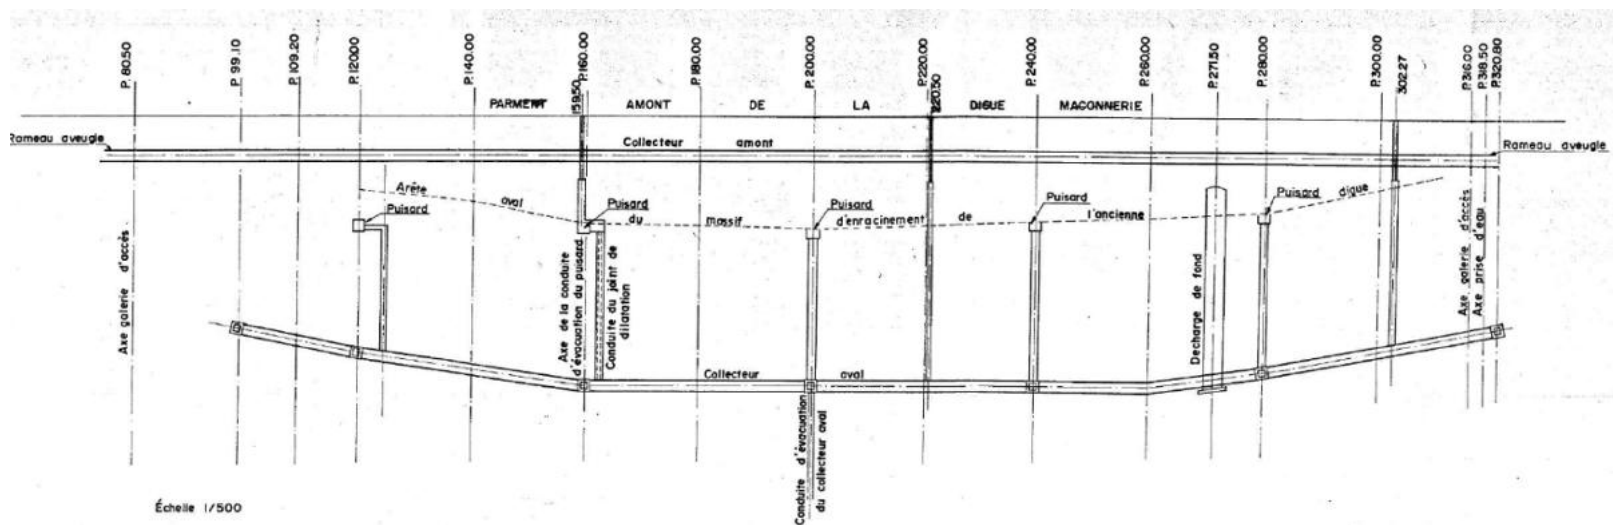 P. 80.50
P. 99.10
P. 109.20
P. 120.00
P. 140.00
159.50
P. 160.00
P. 180.00
P. 200.00
P. 220.00
220.50
P. 240.00
P. 260.00
P. 271.50
P. 280.00
P. 300.00
302.27
P. 316.00
P. 318.50
P. 320.80
PARMENT AMONT DE LA DIGUE MAÇONNERIE
Rameau aveugle
Collecteur amont
Rameau aveugle
Arête aval du massif d'enracinement de l'ancienne digue
Puisard
Puisard
Puisard
Puisard
Puisard
Axe galerie d'accès
Axe de la conduite
d'évacuation du puisard
Conduite du joint de
dilatation
Decharge de fond
Axe galerie d'accès
Axe prise d'eau
Collecteur aval
Conduite d'évacuation
du collecteur aval
Échelle 1/500